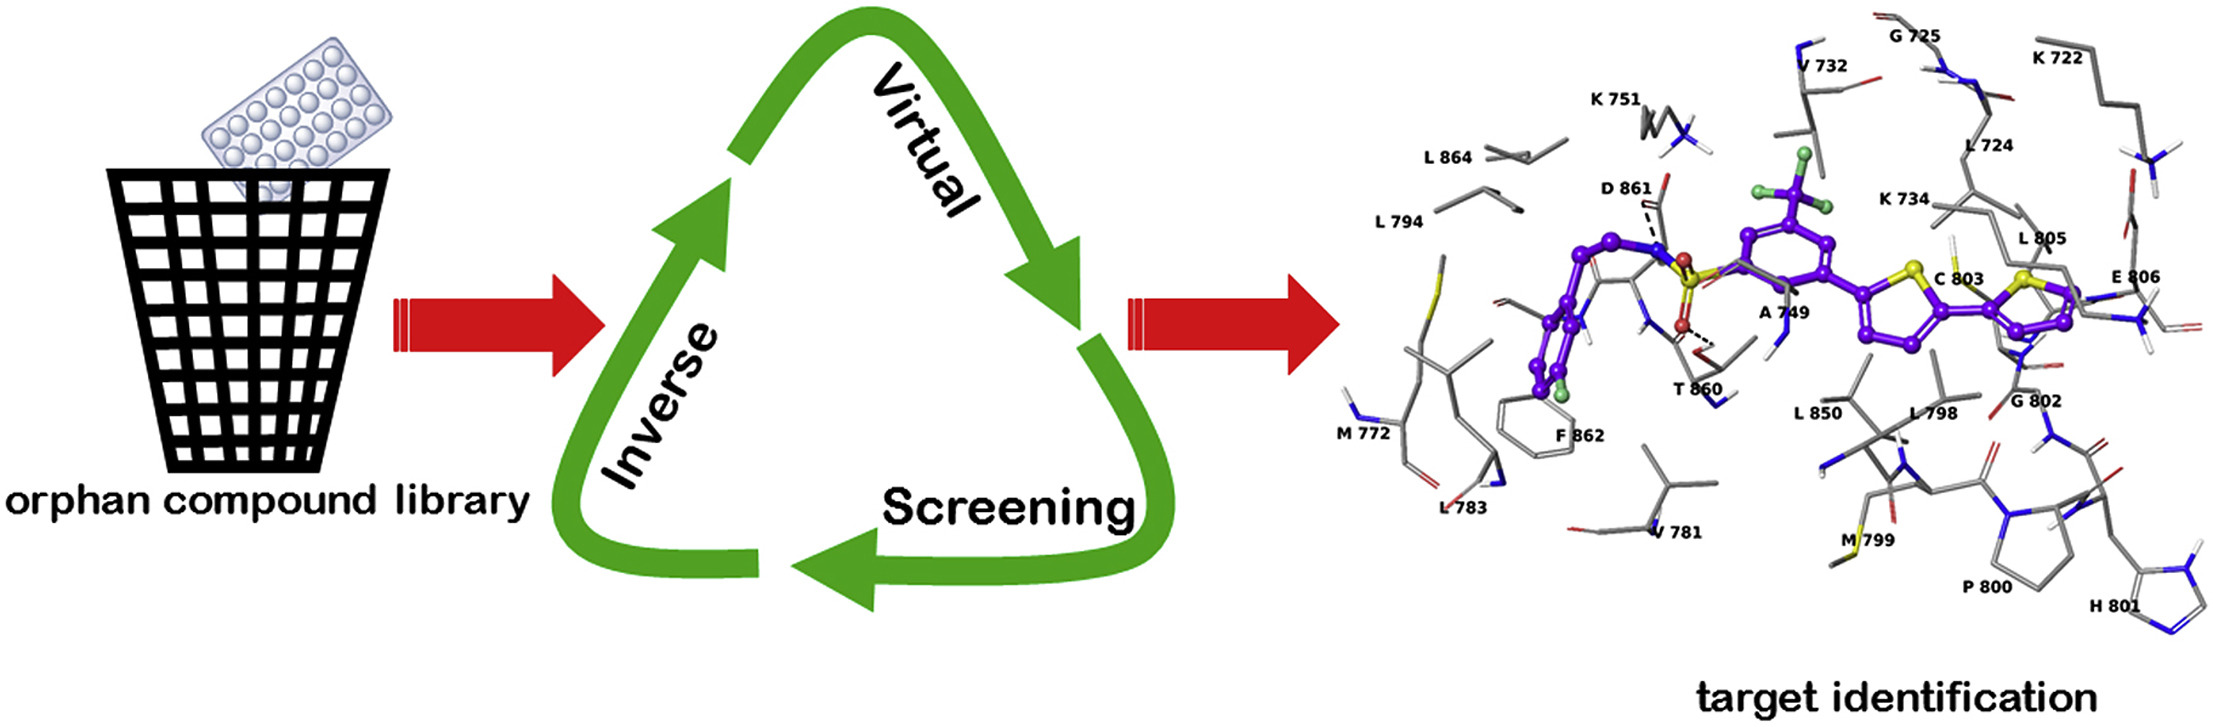 orphan compound library
Inverse
Virtual
Screening
G 725
K 722
V 732
K 751
L 724
L 864
D 861
K 734
L 794
L 805
C 803
E 806
A 749
T 860
L 850
L 798
G 802
M 772
F 862
L 783
V 781
M 799
P 800
H 801
target identification